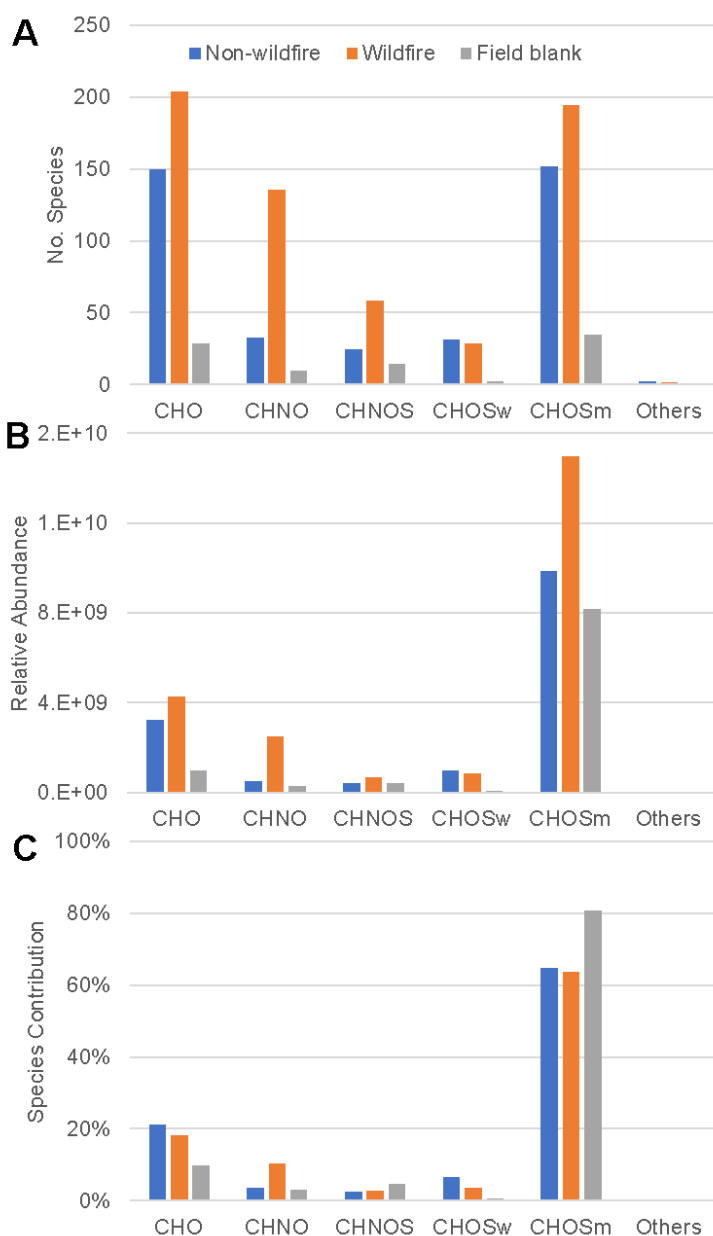 A
250
Non-wildfire Wildfire Field blank
200
150
100
50
0
No. Species
CHO CHNO CHNOS CHOSw CHOSm Others
B
2.E+10
1.E+10
8.E+09
4.E+09
0.E+00
Relative Abundance
CHO CHNO CHNOS CHOSw CHOSm Others
C
100%
80%
60%
40%
20%
0%
Species Contribution
CHO CHNO CHNOS CHOSw CHOSm Others